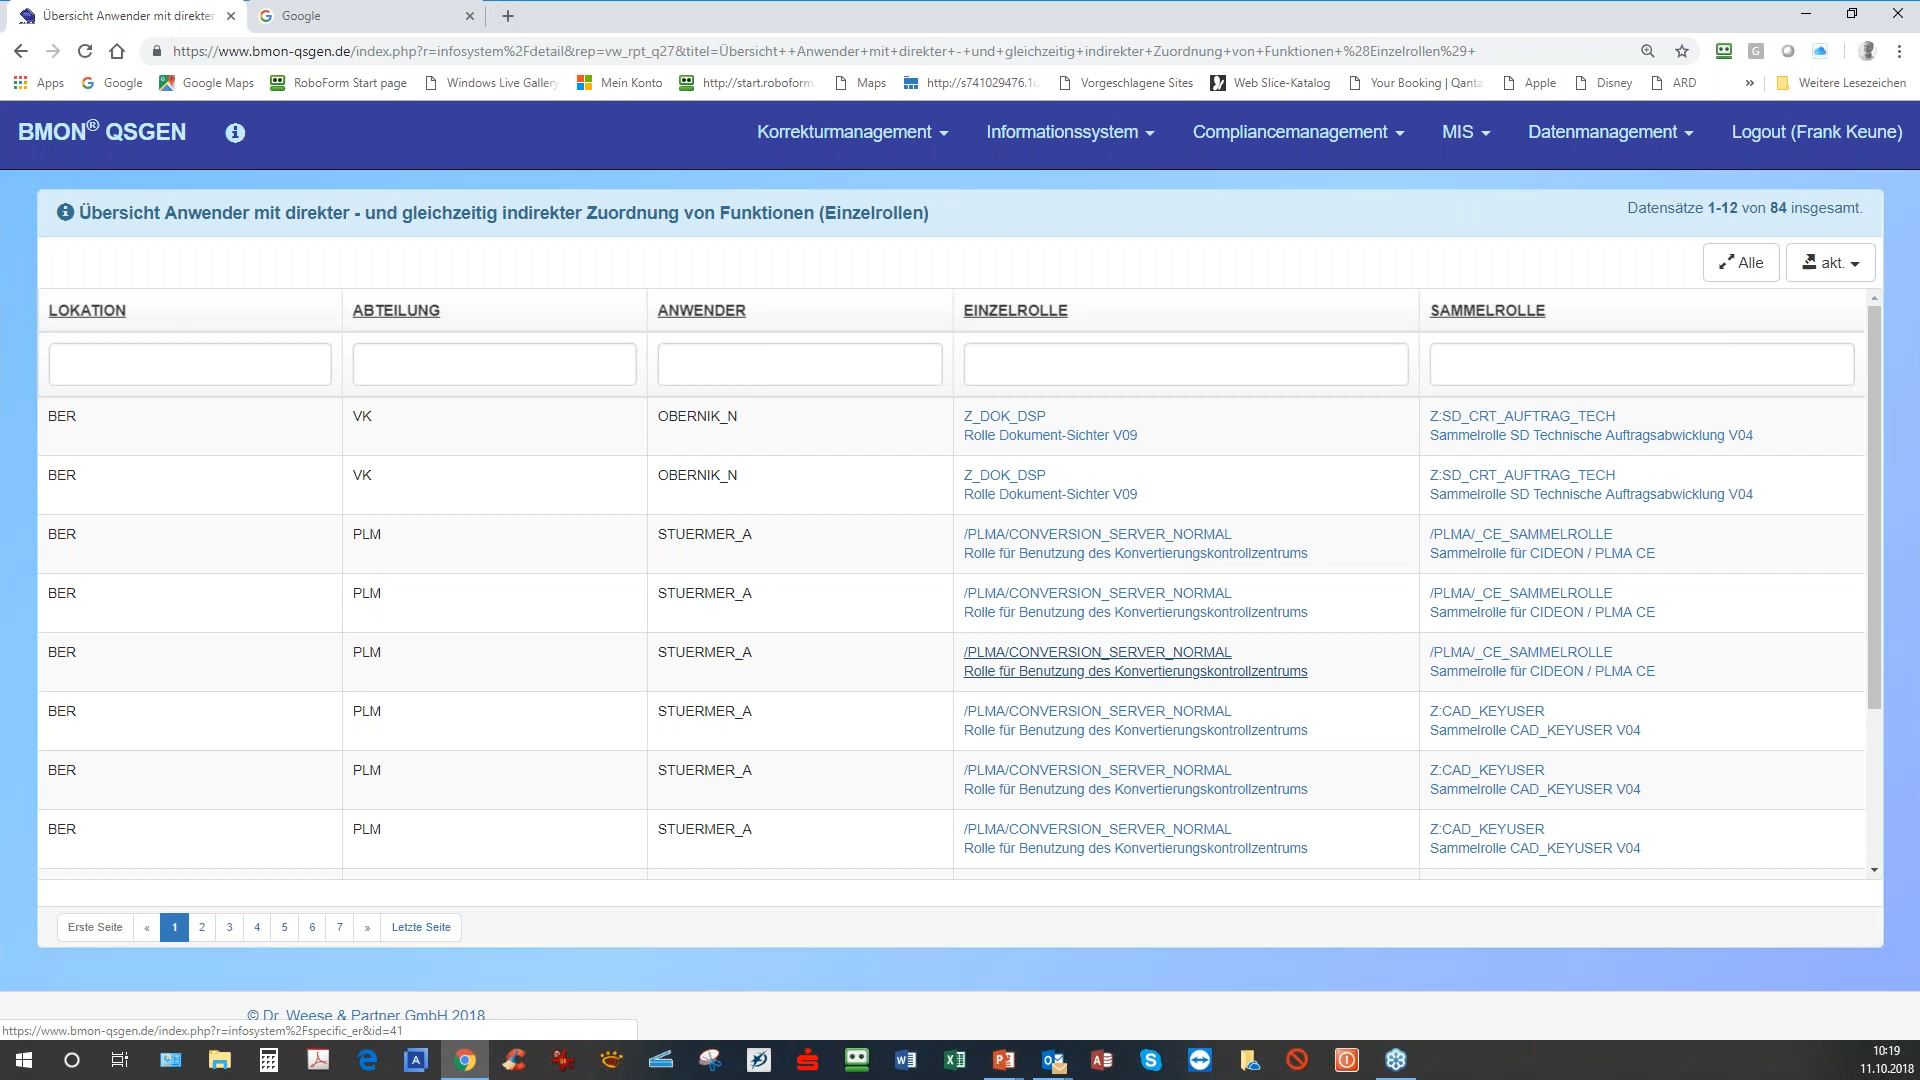 Übersicht Anwender mit direkter
Google
https://www.bmon-qsgen.de/index.php?r=infosystem%2Fdetail&rep=vw_rpt_q27&titel=Übersicht++Anwender+mit+direkter+-+und+gleichzeitig+indirekter+Zuordnung+von+Funktionen+%28Einzelrollen%29+
Apps
Google
Google Maps
RoboForm Start page
Windows Live Gallery
Mein Konto
http://start.roboform.
Maps
http://s741029476.1
Vorgeschlagene Sites
Web Slice-Katalog
Your Booking | Qanta
Apple
Disney
ARD
»
Weitere Lesezeichen
BMON® QSGEN
Korrekturmanagement
Informationssystem
Compliancemanagement
MIS
Datenmanagement
Logout (Frank Keune)
Übersicht Anwender mit direkter - und gleichzeitig indirekter Zuordnung von Funktionen (Einzelrollen)
Datensätze 1-12 von 84 insgesamt.
Alle
akt.
LOKATION ABTEILUNG ANWENDER EINZELROLLE SAMMELROLLE
BER VK OBERNIK_N Z_DOK_DSP Z:SD_CRT_AUFTRAG_TECH
Rolle Dokument-Sichter V09 Sammelrolle SD Technische Auftragsabwicklung V04
BER VK OBERNIK_N Z_DOK_DSP Z:SD_CRT_AUFTRAG_TECH
Rolle Dokument-Sichter V09 Sammelrolle SD Technische Auftragsabwicklung V04
BER PLM STUERMER_A /PLMA/CONVERSION_SERVER_NORMAL /PLMA/_CE_SAMMELROLLE
Rolle für Benutzung des Konvertierungskontrollzentrums Sammelrolle für CIDEON / PLMA CE
BER PLM STUERMER_A /PLMA/CONVERSION_SERVER_NORMAL /PLMA/_CE_SAMMELROLLE
Rolle für Benutzung des Konvertierungskontrollzentrums Sammelrolle für CIDEON / PLMA CE
BER PLM STUERMER_A /PLMA/CONVERSION_SERVER_NORMAL /PLMA/_CE_SAMMELROLLE
Rolle für Benutzung des Konvertierungskontrollzentrums Sammelrolle für CIDEON / PLMA CE
BER PLM STUERMER_A /PLMA/CONVERSION_SERVER_NORMAL Z:CAD_KEYUSER
Rolle für Benutzung des Konvertierungskontrollzentrums Sammelrolle CAD_KEYUSER V04
BER PLM STUERMER_A /PLMA/CONVERSION_SERVER_NORMAL Z:CAD_KEYUSER
Rolle für Benutzung des Konvertierungskontrollzentrums Sammelrolle CAD_KEYUSER V04
BER PLM STUERMER_A /PLMA/CONVERSION_SERVER_NORMAL Z:CAD_KEYUSER
Rolle für Benutzung des Konvertierungskontrollzentrums Sammelrolle CAD_KEYUSER V04
Erste Seite « 1 2 3 4 5 6 7 » Letzte Seite
© Dr. Weese & Partner GmbH 2018
https://www.bmon-qsgen.de/index.php?r=infosystem%2Fspecific_er&id=41
10:19
11.10.2018